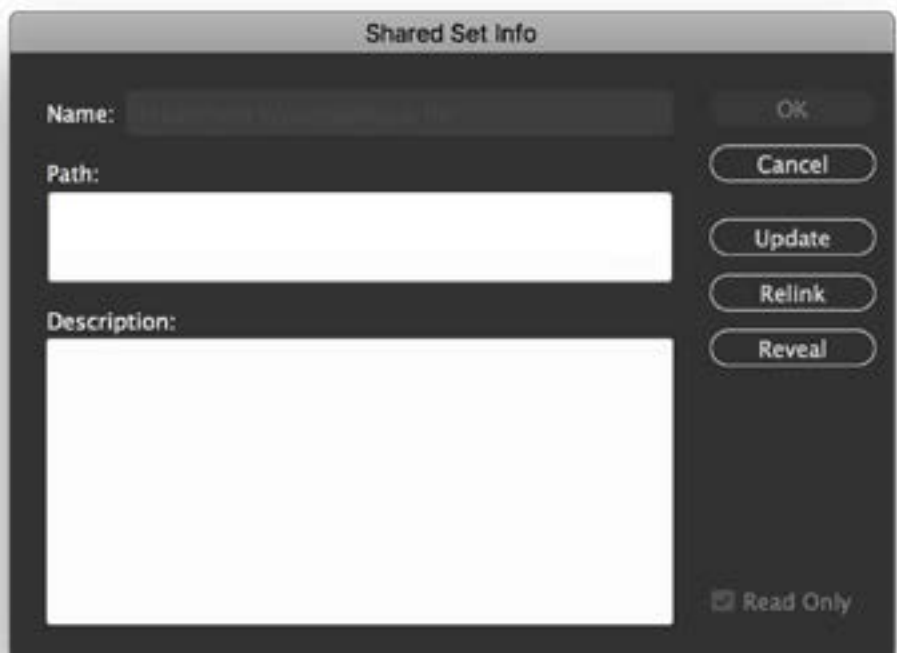 Shared Set Info
Name:
OK
Cancel
Path:
Update
Relink
Reveal
Description:
Read Only